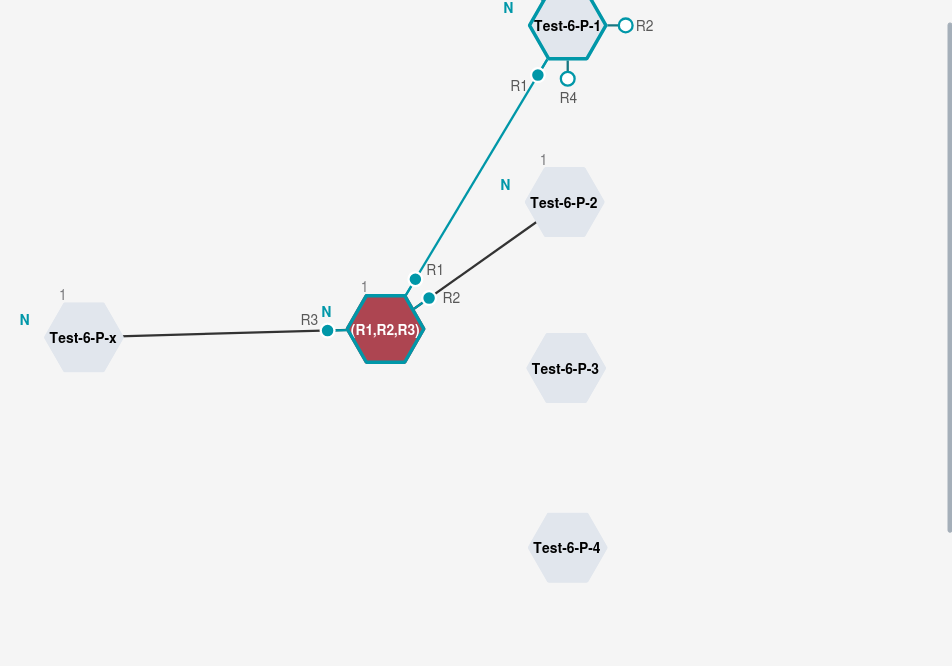 N
Test-6-P-1
R2
R1
R4
1
N
Test-6-P-2
R1
1
R2
1
N
R3
N
Test-6-P-x
(R1,R2,R3)
Test-6-P-3
Test-6-P-4